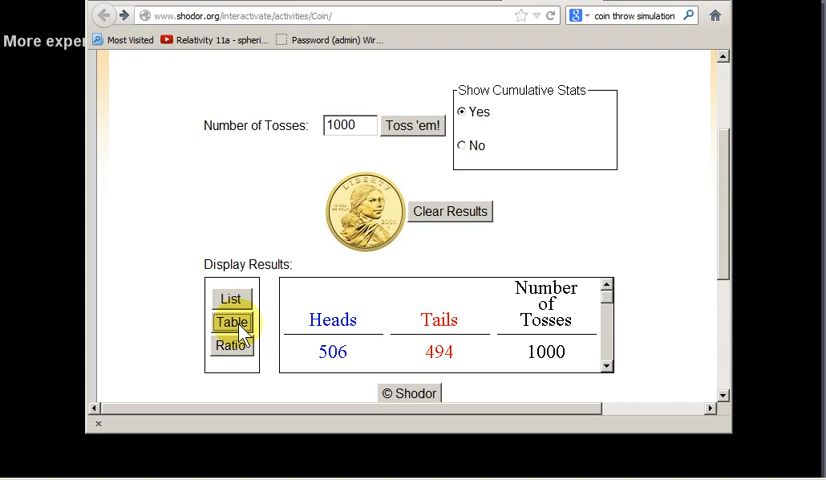 More exper
www.shodor.org/interactivate/activities/Coin/
coin throw simulation
Most Visited
Relativity 11a - spheri...
Password (admin) Wir...
Show Cumulative Stats
Yes
No
Number of Tosses:
1000
Toss 'em!
LIBERTY
Clear Results
Display Results:
List
Table
Ratio
Number
of
Heads Tails Tosses
506 494 1000
© Shodor